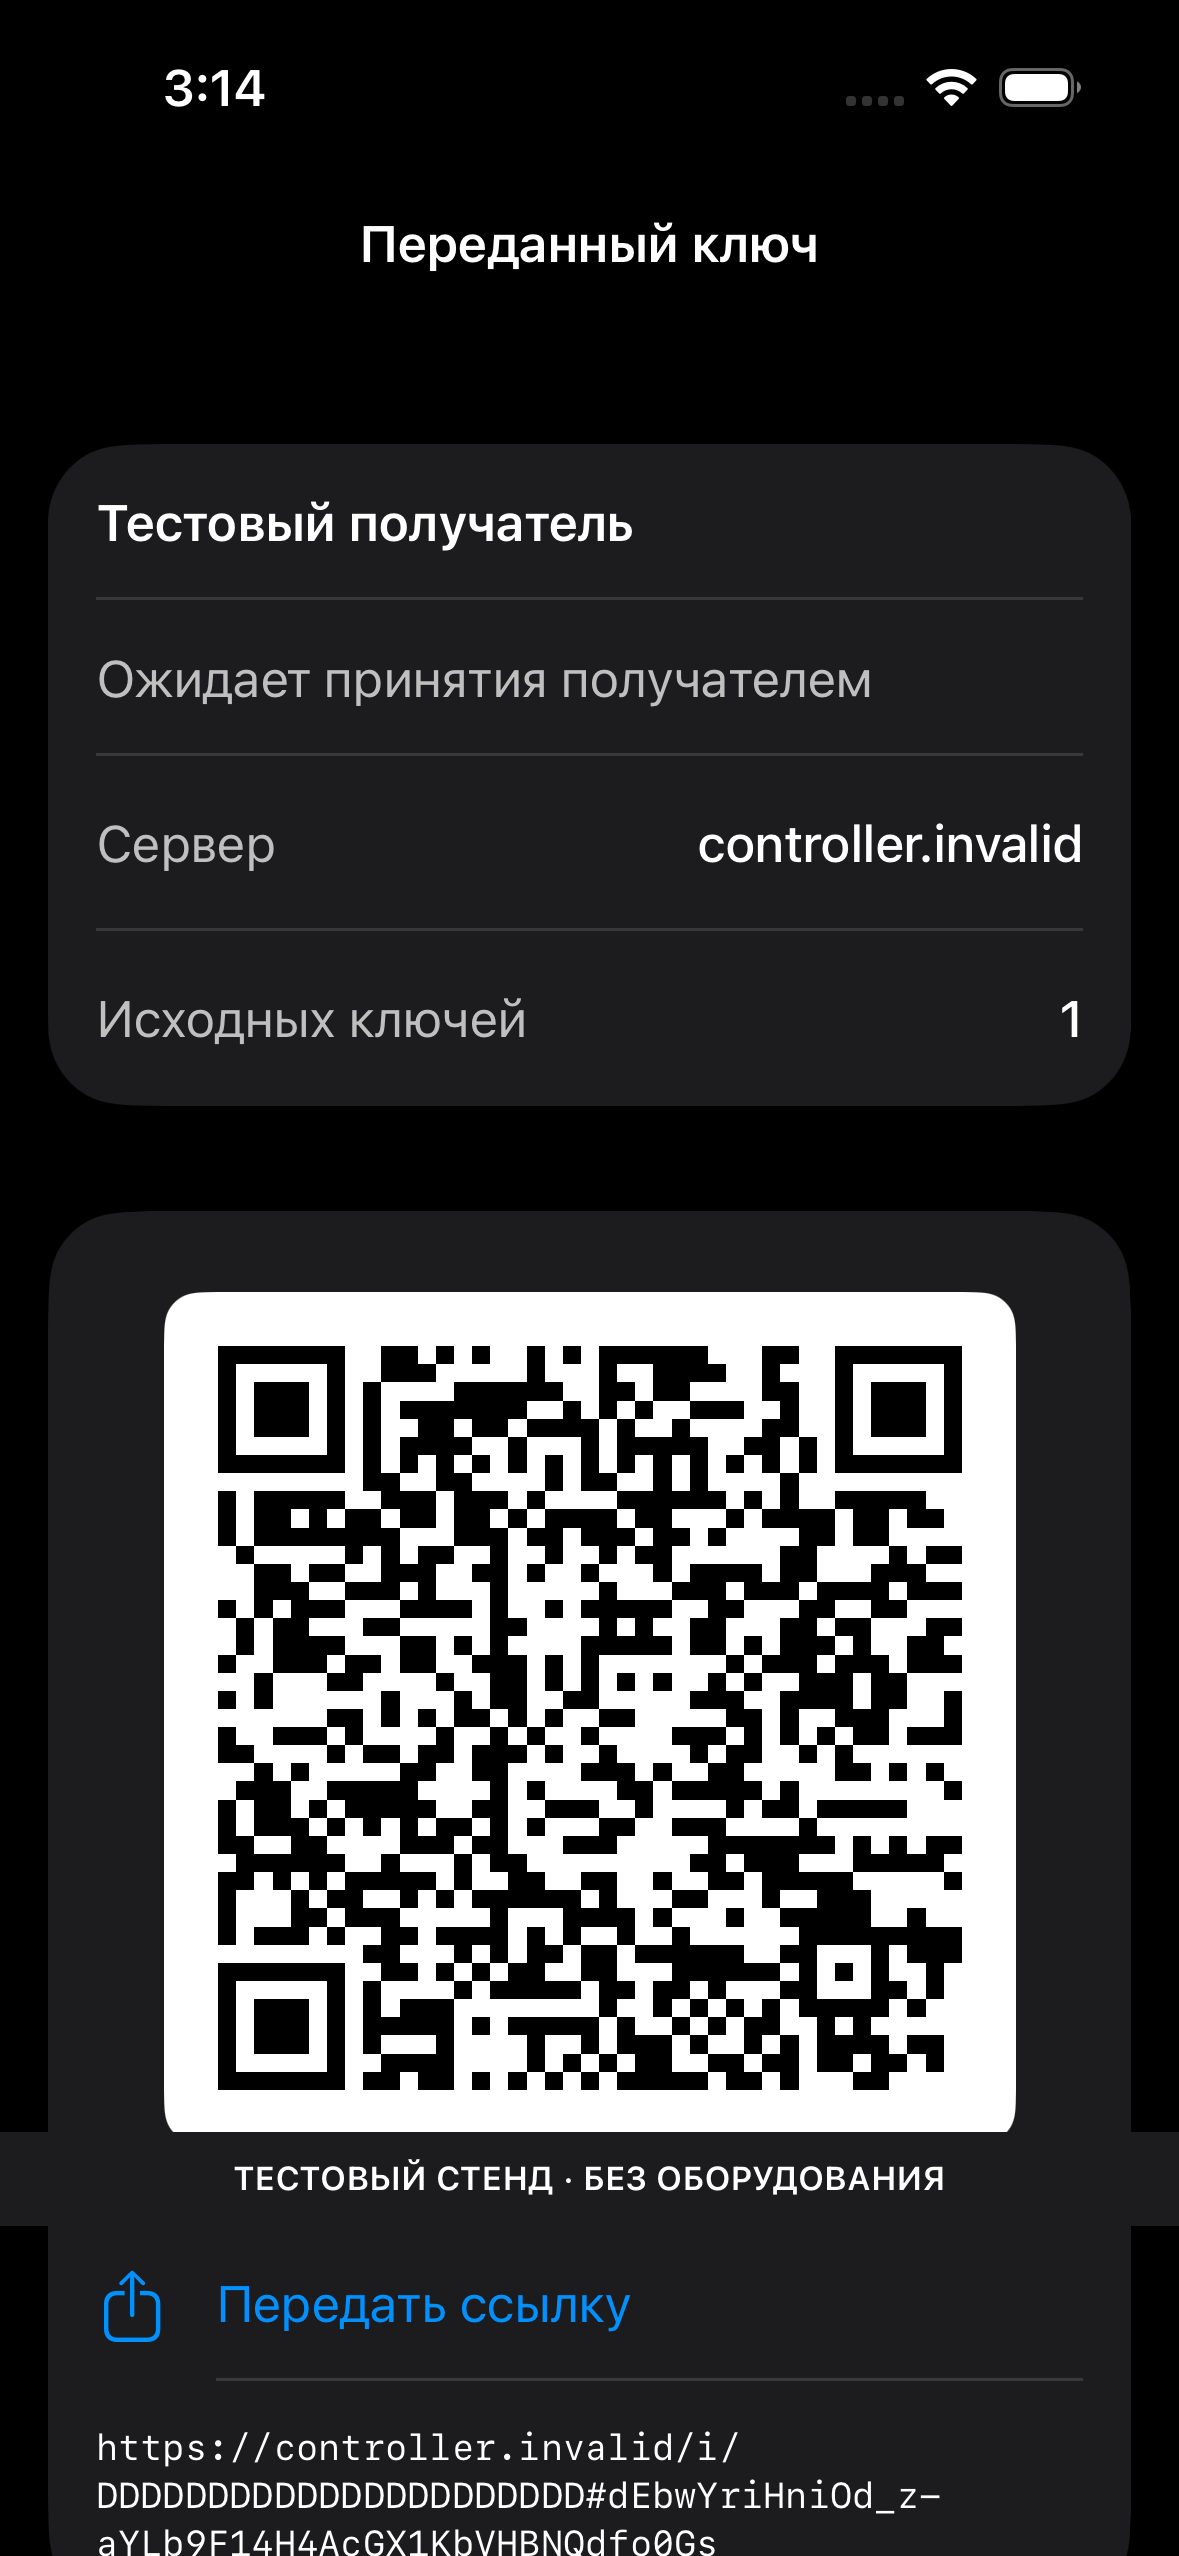 3:14
Переданный ключ
Тестовый получатель
Ожидает принятия получателем
Сервер controller.invalid
Исходных ключей 1
ТЕСТОВЫЙ СТЕНД · БЕЗ ОБОРУДОВАНИЯ
Передать ссылку
https://controller.invalid/i/
DDDDDDDDDDDDDDDDDDDDDD#dEbwYriHniOd_z-
aYLb9F14H4AcGX1KbVHBNQdfo0Gs